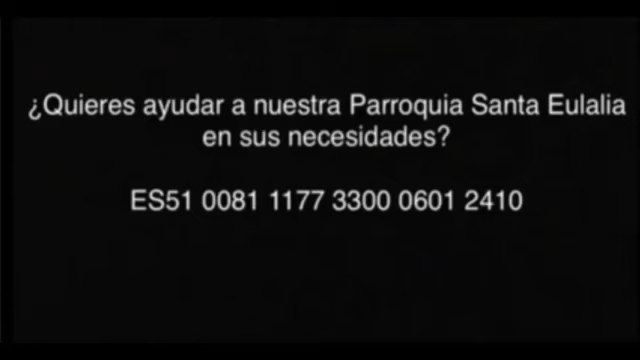 ¿Quieres ayudar a nuestra Parroquia Santa Eulalia
en sus necesidades?
ES51 0081 1177 3300 0601 2410